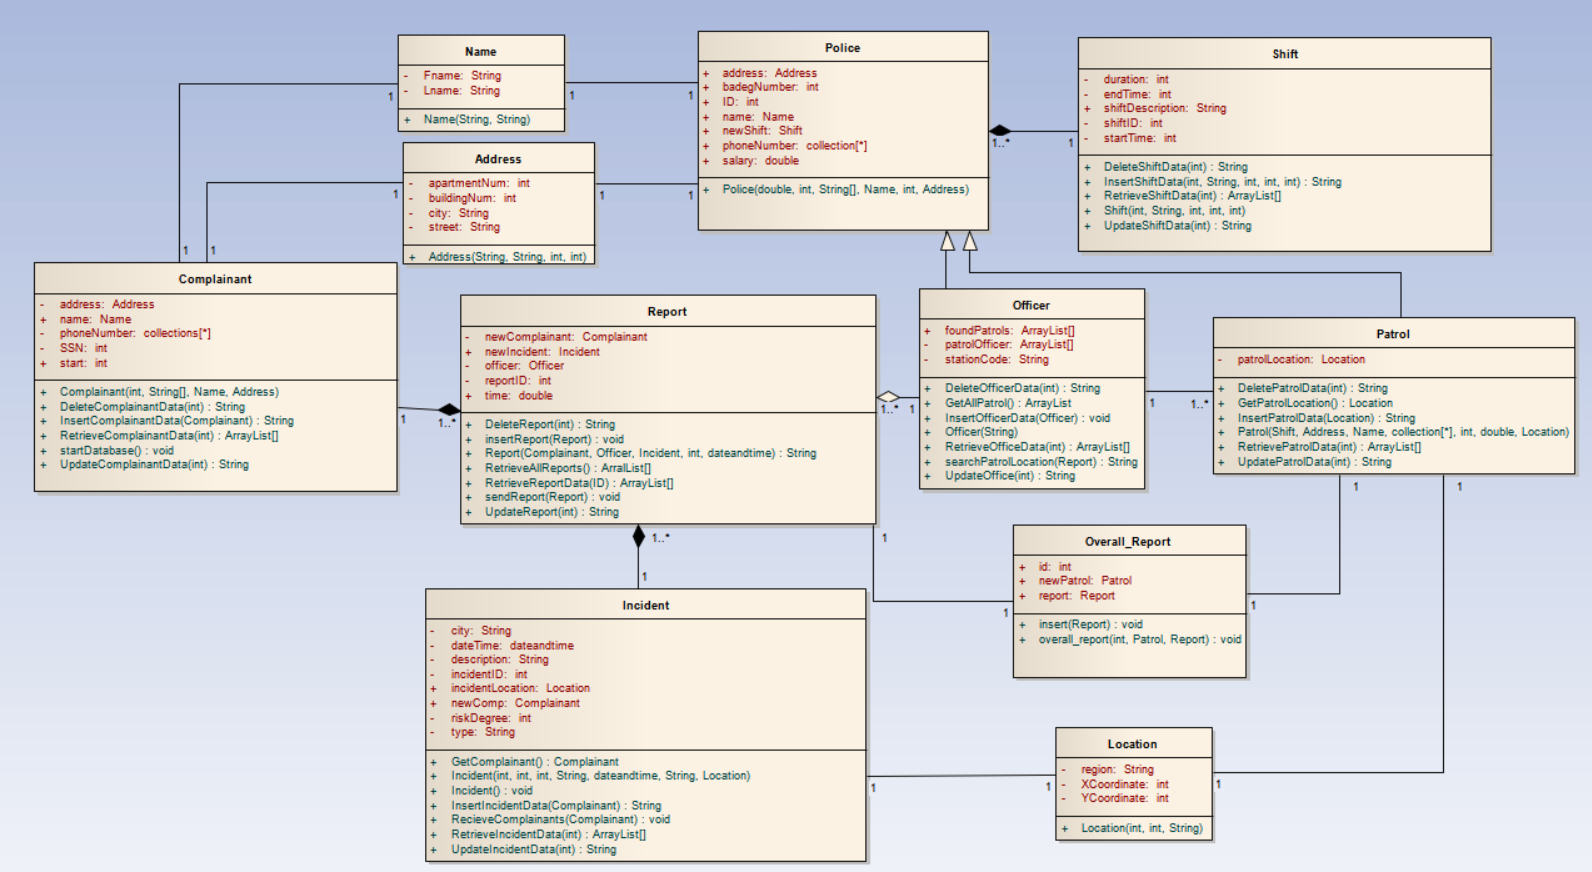 Name
- Fname: String
- Lname: String
+ Name(String, String)
1
1
1
Police
+ address: Address
+ badegNumber: int
+ ID: int
+ name: Name
+ newShift: Shift
+ phoneNumber: collection[*]
+ salary: double
+ Police(double, int, String[], Name, int, Address)
1..*
1
Shift
- duration: int
- endTime: int
+ shiftDescription: String
- shiftID: int
- startTime: int
+ DeleteShiftData(int) : String
+ InsertShiftData(int, String, int, int, int) : String
+ RetrieveShiftData(int) : ArrayList[]
+ Shift(int, String, int, int, int)
+ UpdateShiftData(int) : String
Address
- apartmentNum: int
- buildingNum: int
- city: String
- street: String
+ Address(String, String, int, int)
1
1
1
1
1
Complainant
- address: Address
+ name: Name
- phoneNumber: collections[*]
- SSN: int
+ start: int
+ Complainant(int, String[], Name, Address)
+ DeleteComplainantData(int) : String
+ InsertComplainantData(Complainant) : String
+ RetrieveComplainantData(int) : ArrayList[]
+ startDatabase() : void
+ UpdateComplainantData(int) : String
1
1..*
Report
- newComplainant: Complainant
+ newIncident: Incident
- officer: Officer
- reportID: int
+ time: double
+ DeleteReport(int) : String
+ insertReport(Report) : void
+ Report(Complainant, Officer, Incident, int, dateandtime) : String
+ RetrieveAllReports() : ArralList[]
+ RetrieveReportData(ID) : ArrayList[]
+ sendReport(Report) : void
+ UpdateReport(int) : String
1..*
1
Officer
+ foundPatrols: ArrayList[]
- patrolOfficer: ArrayList[]
- stationCode: String
+ DeleteOfficerData(int) : String
+ GetAllPatrol() : ArrayList
+ InsertOfficerData(Officer) : void
+ Officer(String)
+ RetrieveOfficeData(int) : ArrayList[]
+ searchPatrolLocation(Report) : String
+ UpdateOffice(int) : String
1
1..*
Patrol
- patrolLocation: Location
+ DeletePatrolData(int) : String
+ GetPatrolLocation() : Location
+ InsertPatrolData(Location) : String
+ Patrol(Shift, Address, Name, collection[*], int, double, Location)
+ RetrievePatrolData(int) : ArrayList[]
+ UpdatePatrolData(int) : String
1
1
1..*
1
1
1
1
Overall_Report
+ id: int
+ newPatrol: Patrol
+ report: Report
+ insert(Report) : void
+ overall_report(int, Patrol, Report) : void
Incident
- city: String
- dateTime: dateandtime
- description: String
- incidentID: int
+ incidentLocation: Location
+ newComp: Complainant
- riskDegree: int
- type: String
+ GetComplainant() : Complainant
+ Incident(int, int, int, String, dateandtime, String, Location)
+ Incident() : void
+ InsertIncidentData(Complainant) : String
+ RecieveComplainants(Complainant) : void
+ RetrieveIncidentData(int) : ArrayList[]
+ UpdateIncidentData(int) : String
1
1
1
Location
- region: String
- XCoordinate: int
- YCoordinate: int
+ Location(int, int, String)